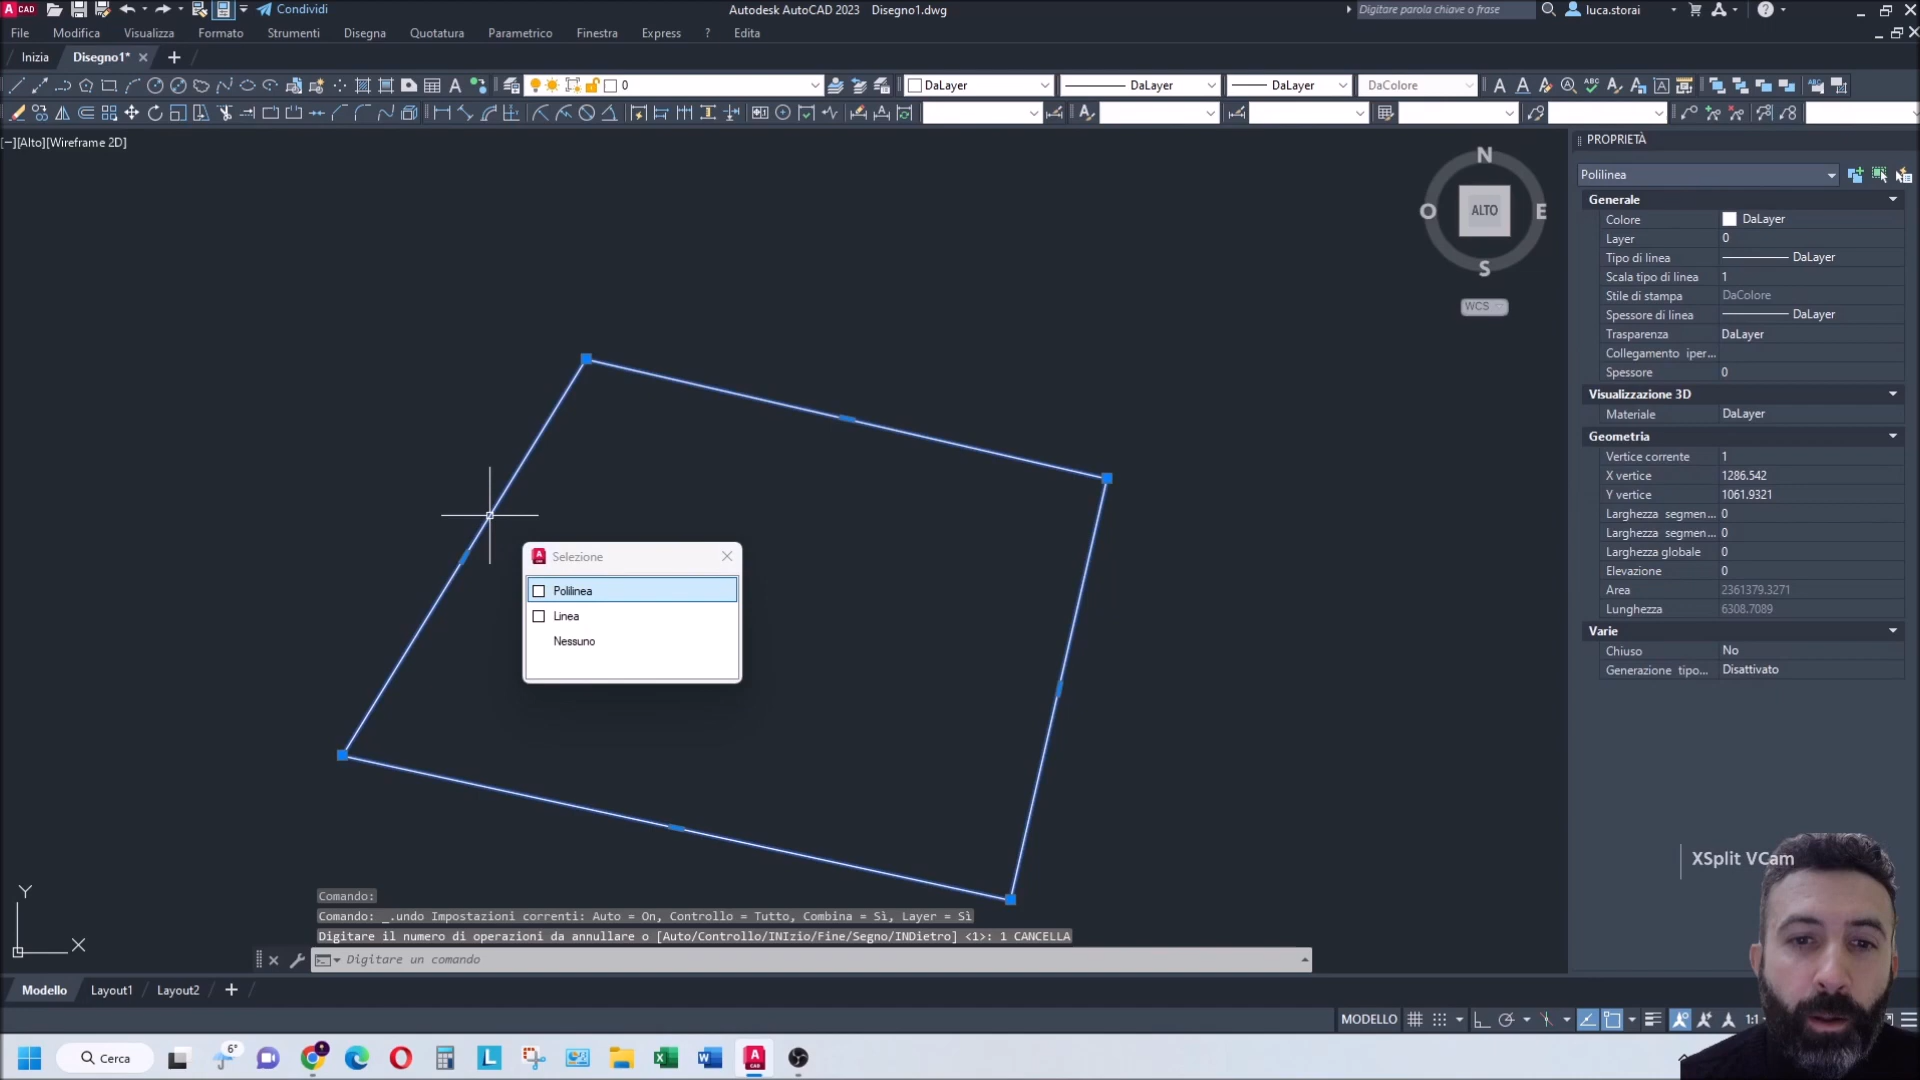 CAD
Condividi
Autodesk AutoCAD 2023 Disegno1.dwg
Digitare parola chiave o frase
luca.storai
File Modifica Visualizza Formato Strumenti Disegna Quotatura Parametrico Finestra Express ? Edita
Inizia
Disegno1*
0
DaLayer
DaLayer
DaLayer
DaColore
[−][Alto][Wireframe 2D]
N
O
ALTO
E
S
WCS
PROPRIETÀ
Polilinea
Generale
Colore DaLayer
Layer 0
Tipo di linea DaLayer
Scala tipo di linea 1
Stile di stampa DaColore
Spessore di linea DaLayer
Trasparenza DaLayer
Collegamento iper...
Spessore 0
Visualizzazione 3D
Materiale DaLayer
Geometria
Vertice corrente 1
X vertice 1286.542
Y vertice 1061.9321
Larghezza segmen... 0
Larghezza segmen... 0
Larghezza globale 0
Elevazione 0
Area 2361379.3271
Lunghezza 6308.7089
Varie
Chiuso No
Generazione tipo... Disattivato
Selezione
Polilinea
Linea
Nessuno
XSplit VCam
Y
X
Comando:
Comando: _.undo Impostazioni correnti: Auto = On, Controllo = Tutto, Combina = Sì, Layer = Sì
Digitare il numero di operazioni da annullare o [Auto/Controllo/INIzio/Fine/Segno/INDietro] <1>: 1 CANCELLA
Digitare un comando
Modello Layout1 Layout2
MODELLO
1:1
Cerca
6°